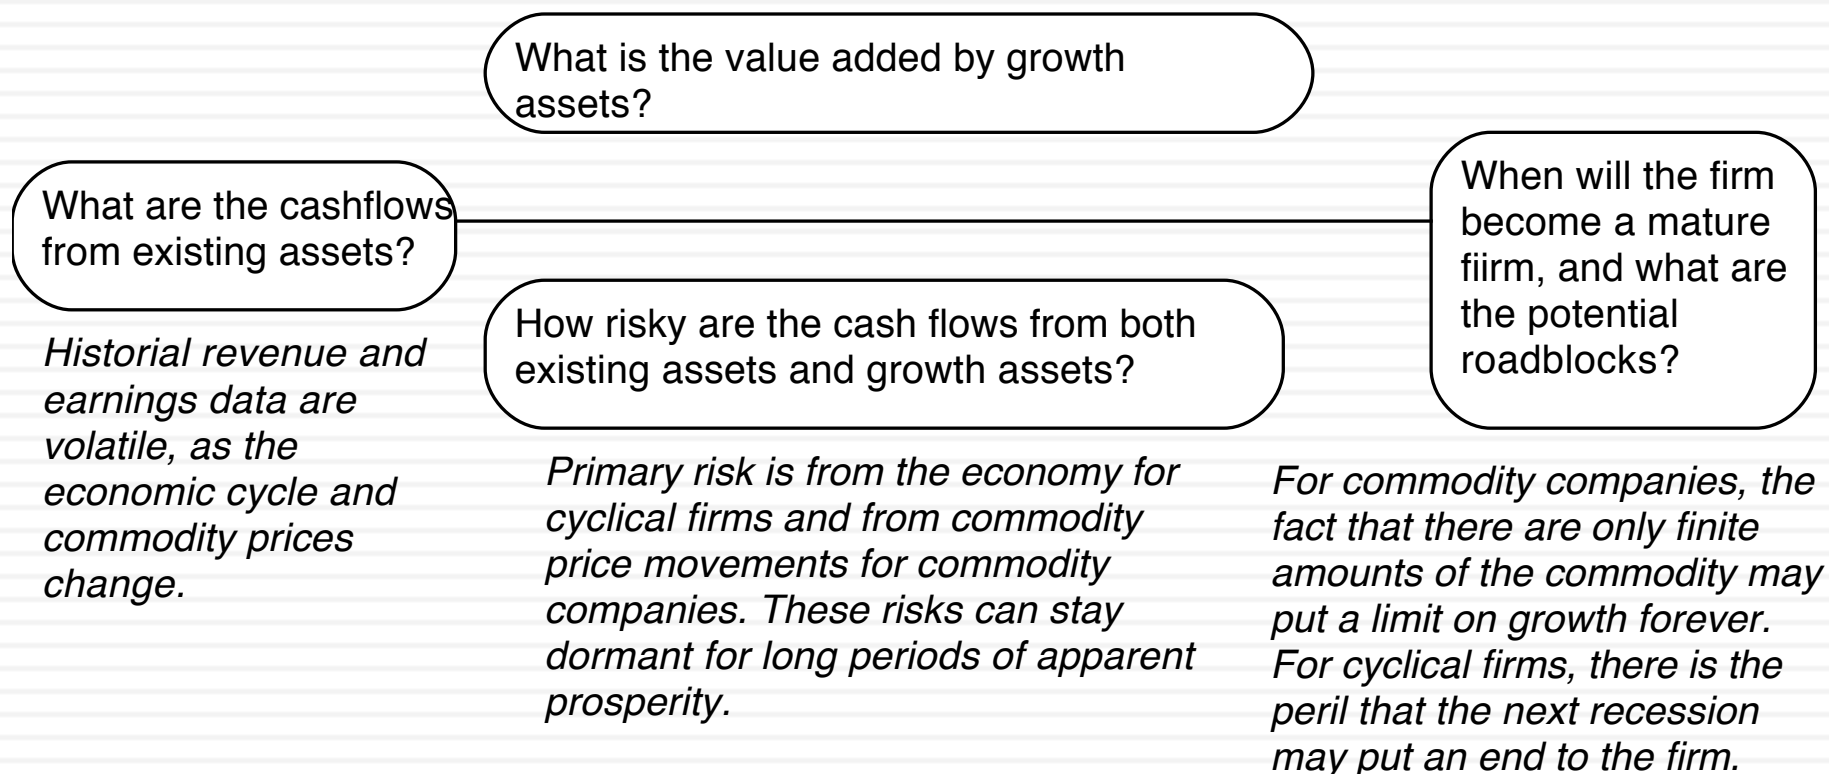 What is the value added by growth
assets?
What are the cashflows
from existing assets?
Historial revenue and
earnings data are
volatile, as the
economic cycle and
commodity prices
change.
How risky are the cash flows from both
existing assets and growth assets?
Primary risk is from the economy for
cyclical firms and from commodity
price movements for commodity
companies. These risks can stay
dormant for long periods of apparent
prosperity.
When will the firm
become a mature
fiirm, and what are
the potential
roadblocks?
For commodity companies, the
fact that there are only finite
amounts of the commodity may
put a limit on growth forever.
For cyclical firms, there is the
peril that the next recession
may put an end to the firm.